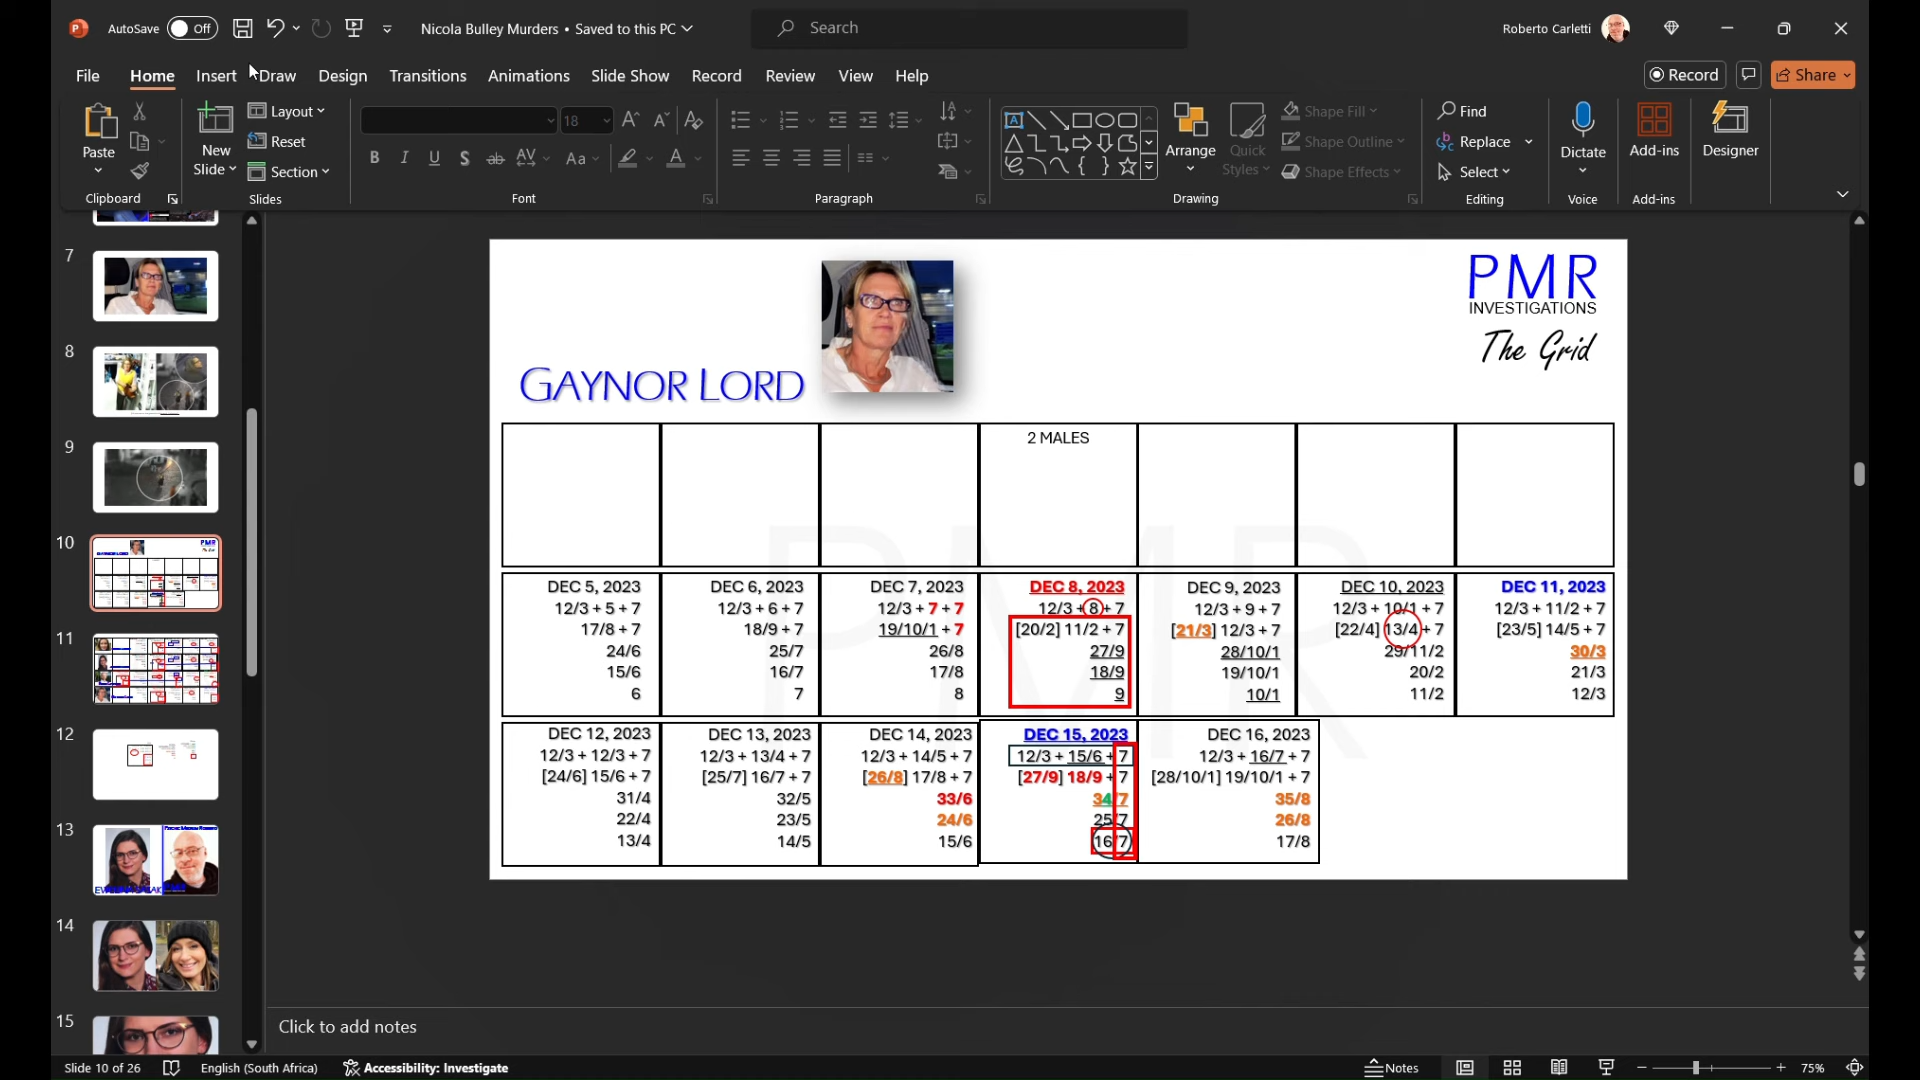 AutoSave Off
Nicola Bulley Murders • Saved to this PC
Search
Roberto Carletti
File Home Insert Draw Design Transitions Animations Slide Show Record Review View Help
Record Share
Paste
Clipboard
New Slide
Layout
Reset
Section
Slides
18
Font
Paragraph
Arrange
Quick Styles
Shape Fill
Shape Outline
Shape Effects
Drawing
Find
Replace
Select
Editing
Dictate
Voice
Add-ins
Add-ins
Designer
7
8
9
10
11
12
13
14
15
GAYNOR LORD
PMR
INVESTIGATIONS
The Grid
2 MALES
PMR
DEC 5, 2023
12/3 + 5 + 7
17/8 + 7
24/6
15/6
6
DEC 6, 2023
12/3 + 6 + 7
18/9 + 7
25/7
16/7
7
DEC 7, 2023
12/3 + 7 + 7
19/10/1 + 7
26/8
17/8
8
DEC 8, 2023
12/3 + 8 + 7
[20/2] 11/2 + 7
27/9
18/9
9
DEC 9, 2023
12/3 + 9 + 7
[21/3] 12/3 + 7
28/10/1
19/10/1
10/1
DEC 10, 2023
12/3 + 10/1 + 7
[22/4] 13/4 + 7
29/11/2
20/2
11/2
DEC 11, 2023
12/3 + 11/2 + 7
[23/5] 14/5 + 7
30/3
21/3
12/3
DEC 12, 2023
12/3 + 12/3 + 7
[24/6] 15/6 + 7
31/4
22/4
13/4
DEC 13, 2023
12/3 + 13/4 + 7
[25/7] 16/7 + 7
32/5
23/5
14/5
DEC 14, 2023
12/3 + 14/5 + 7
[26/8] 17/8 + 7
33/6
24/6
15/6
DEC 15, 2023
12/3 + 15/6 + 7
[27/9] 18/9 + 7
34/7
25/7
16/7
DEC 16, 2023
12/3 + 16/7 + 7
[28/10/1] 19/10/1 + 7
35/8
26/8
17/8
Click to add notes
Slide 10 of 26
English (South Africa)
Accessibility: Investigate
Notes
75%